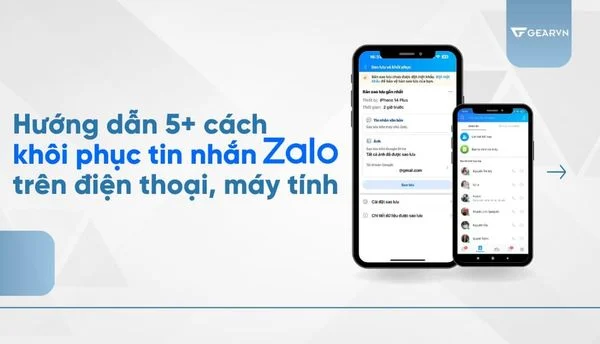 GEARVN
Hướng dẫn 5+ cách
khôi phục tin nhắn Zalo
trên điện thoại, máy tính
Sao lưu và khôi phục
Bản sao lưu gần nhất
Thiết bị: iPhone 14 Plus
Thời gian: 2 giờ trước
Tin nhắn văn bản
Ảnh
Tất cả ảnh đã được sao lưu
@gmail.com
Sao lưu
Cài đặt sao lưu
Chi tiết dữ liệu được sao lưu